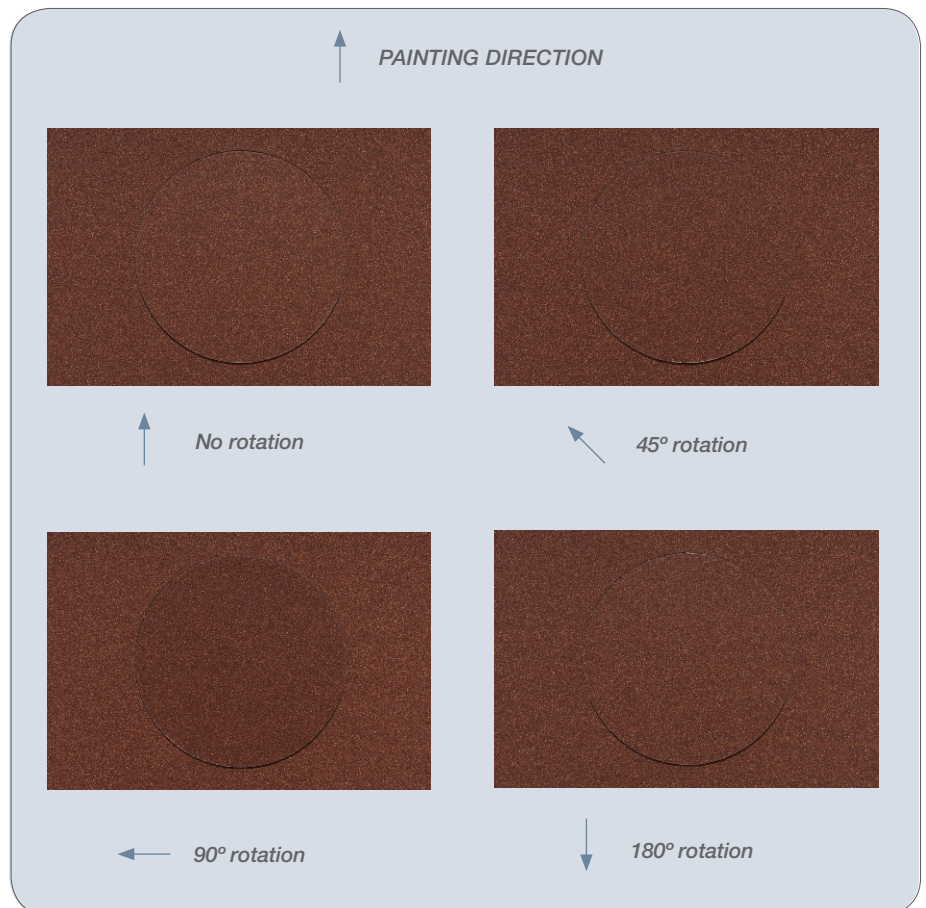 PAINTING DIRECTION
No rotation
45º rotation
90º rotation
180º rotation